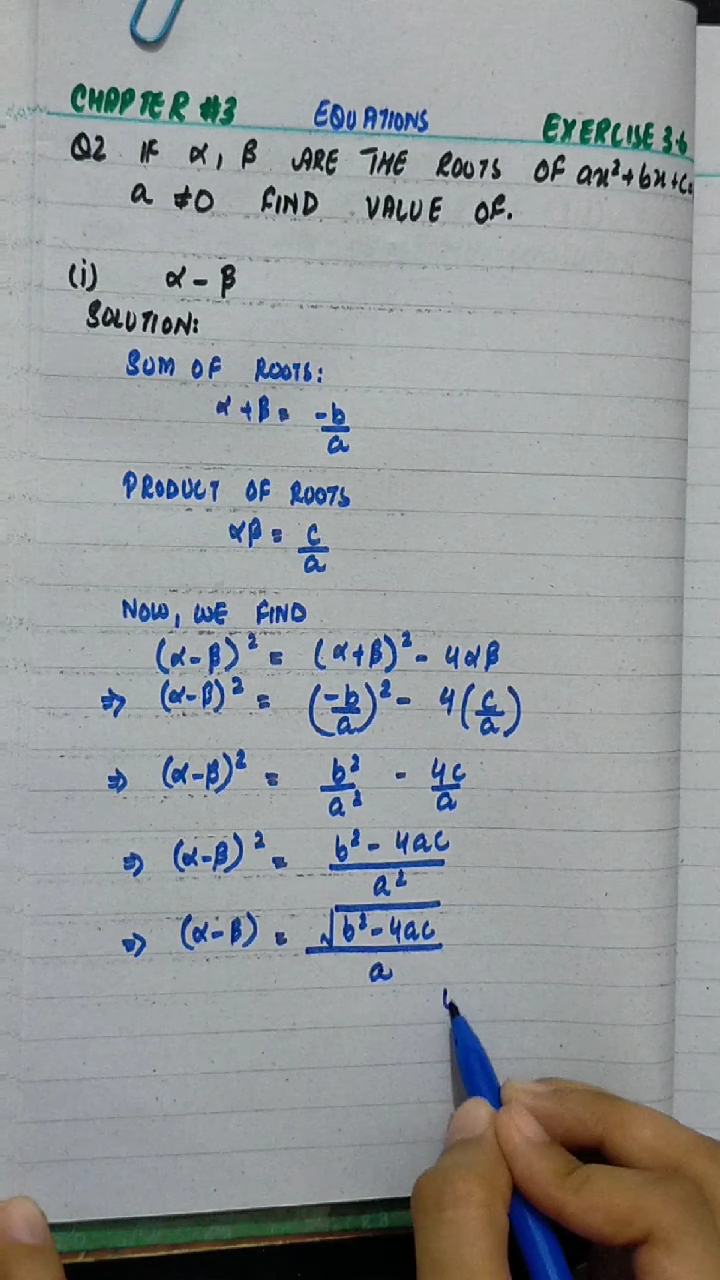 CHAPTER #3 EQUATIONS EXERCISE 3.6
Q2 IF α, β ARE THE ROOTS OF ax²+bx+c=
a ≠0 FIND VALUE OF.
(i) α - β
SOLUTION:
SUM OF ROOTS:
α + β = -b/a
PRODUCT OF ROOTS
αβ = c/a
NOW, WE FIND
(α-β)² = (α+β)² - 4αβ
⇒ (α-β)² = (-b/a)² - 4(c/a)
⇒ (α-β)² = b²/a² - 4c/a
⇒ (α-β)² = b² - 4ac/a²
⇒ (α-β) = √b²-4ac/a